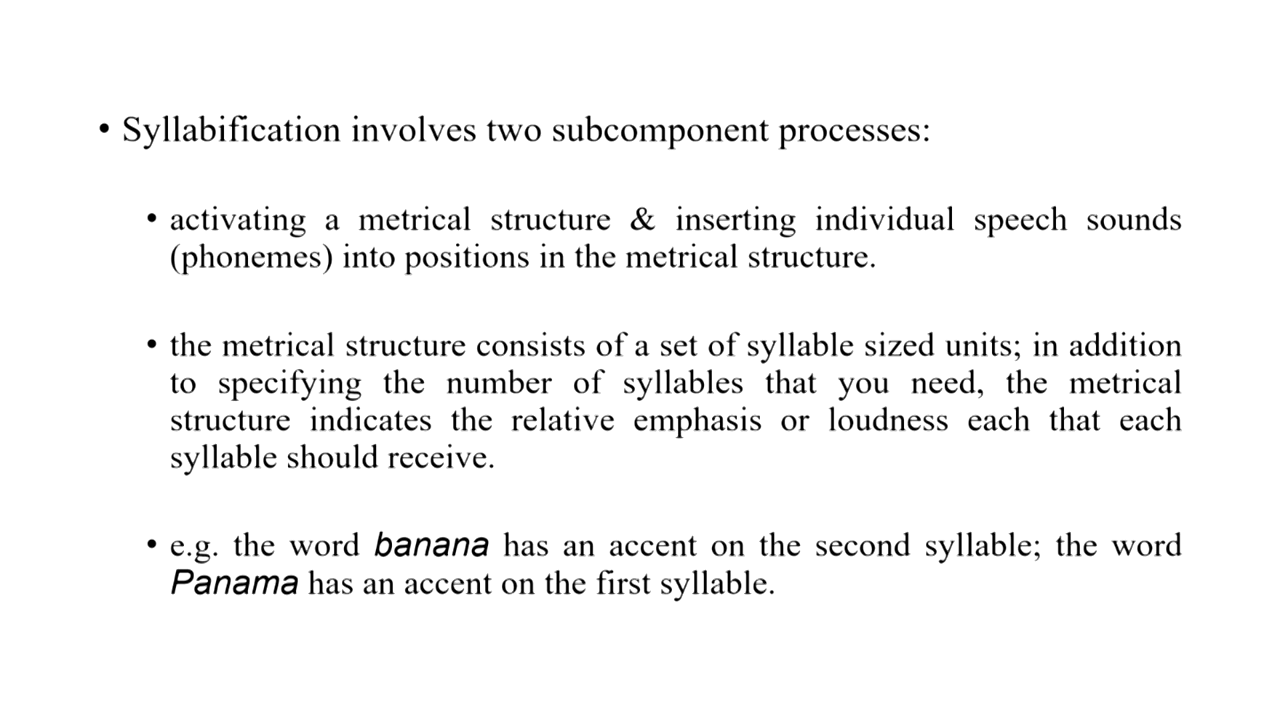 • Syllabification involves two subcomponent processes:
• activating a metrical structure & inserting individual speech sounds
(phonemes) into positions in the metrical structure.
• the metrical structure consists of a set of syllable sized units; in addition
to specifying the number of syllables that you need, the metrical
structure indicates the relative emphasis or loudness each that each
syllable should receive.
• e.g. the word banana has an accent on the second syllable; the word
Panama has an accent on the first syllable.